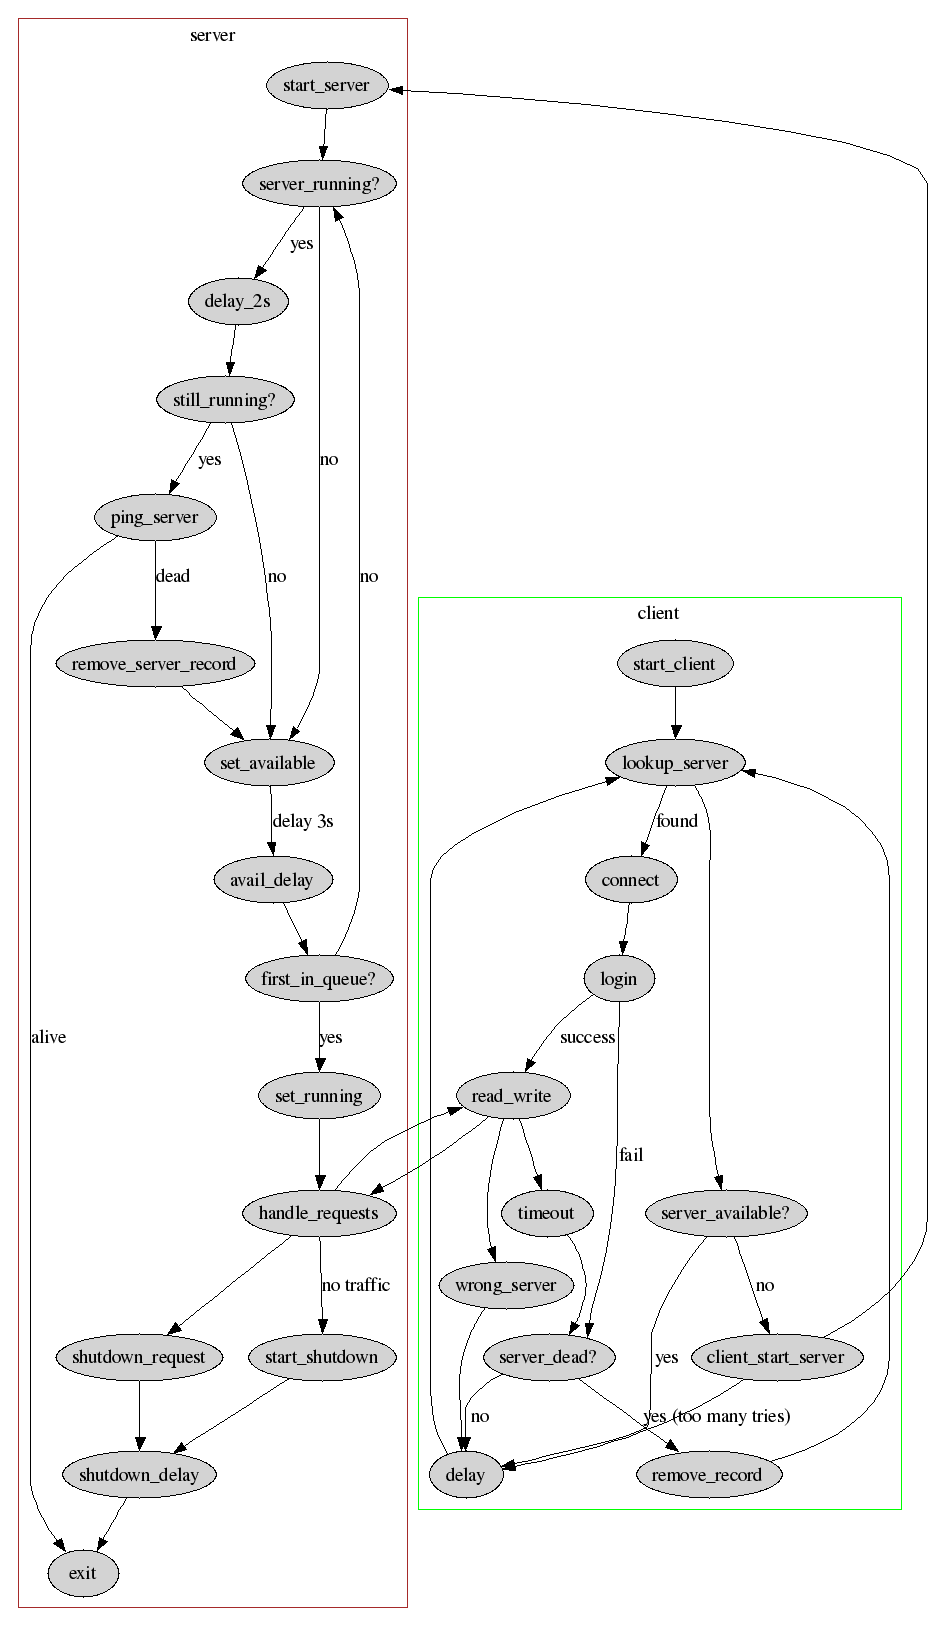 server
start_server
server_running?
yes
delay_2s
still_running?
yes
no
ping_server
dead
no
no
client
remove_server_record
start_client
set_available
lookup_server
delay 3s
found
avail_delay
connect
first_in_queue?
login
alive
yes
success
set_running
read_write
fail
handle_requests
timeout
server_available?
no traffic
wrong_server
no
shutdown_request
start_shutdown
server_dead?
yes
client_start_server
no
yes (too many tries)
shutdown_delay
delay
remove_record
exit